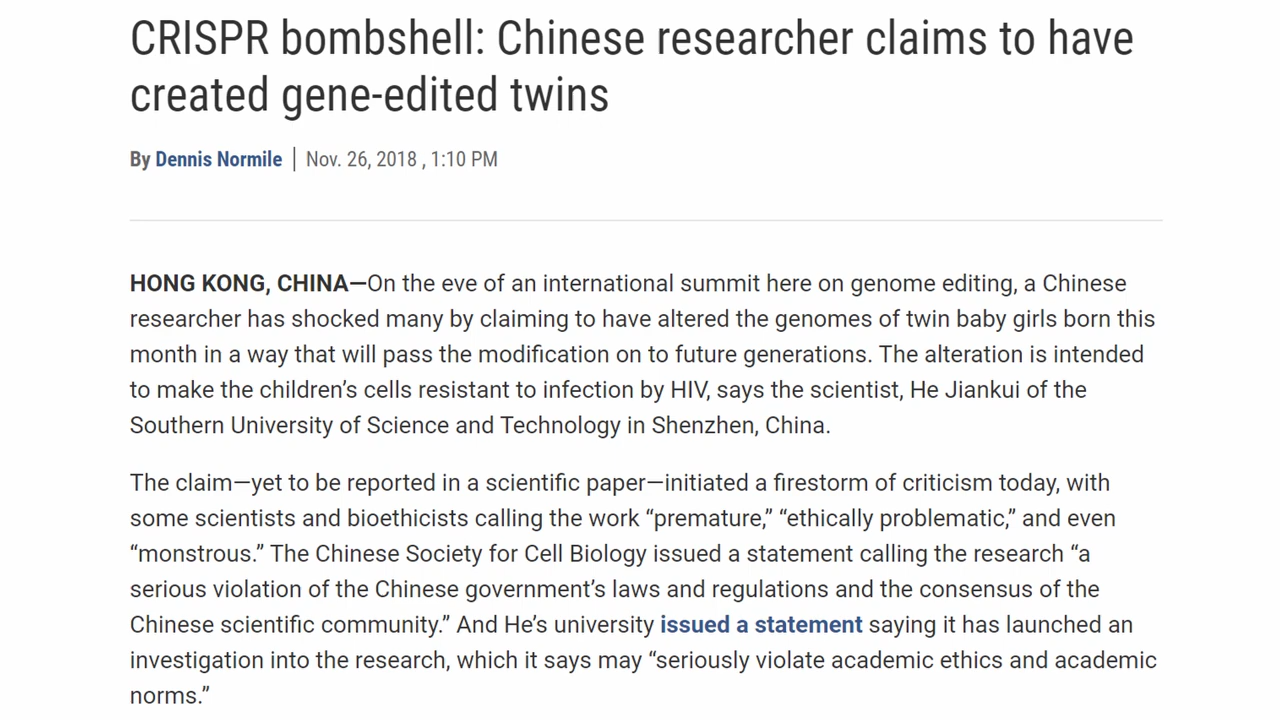 CRISPR bombshell: Chinese researcher claims to have
created gene-edited twins
By Dennis Normile | Nov. 26, 2018 , 1:10 PM
HONG KONG, CHINA—On the eve of an international summit here on genome editing, a Chinese
researcher has shocked many by claiming to have altered the genomes of twin baby girls born this
month in a way that will pass the modification on to future generations. The alteration is intended
to make the children’s cells resistant to infection by HIV, says the scientist, He Jiankui of the
Southern University of Science and Technology in Shenzhen, China.
The claim—yet to be reported in a scientific paper—initiated a firestorm of criticism today, with
some scientists and bioethicists calling the work “premature,” “ethically problematic,” and even
“monstrous.” The Chinese Society for Cell Biology issued a statement calling the research “a
serious violation of the Chinese government’s laws and regulations and the consensus of the
Chinese scientific community.” And He’s university issued a statement saying it has launched an
investigation into the research, which it says may “seriously violate academic ethics and academic
norms.”